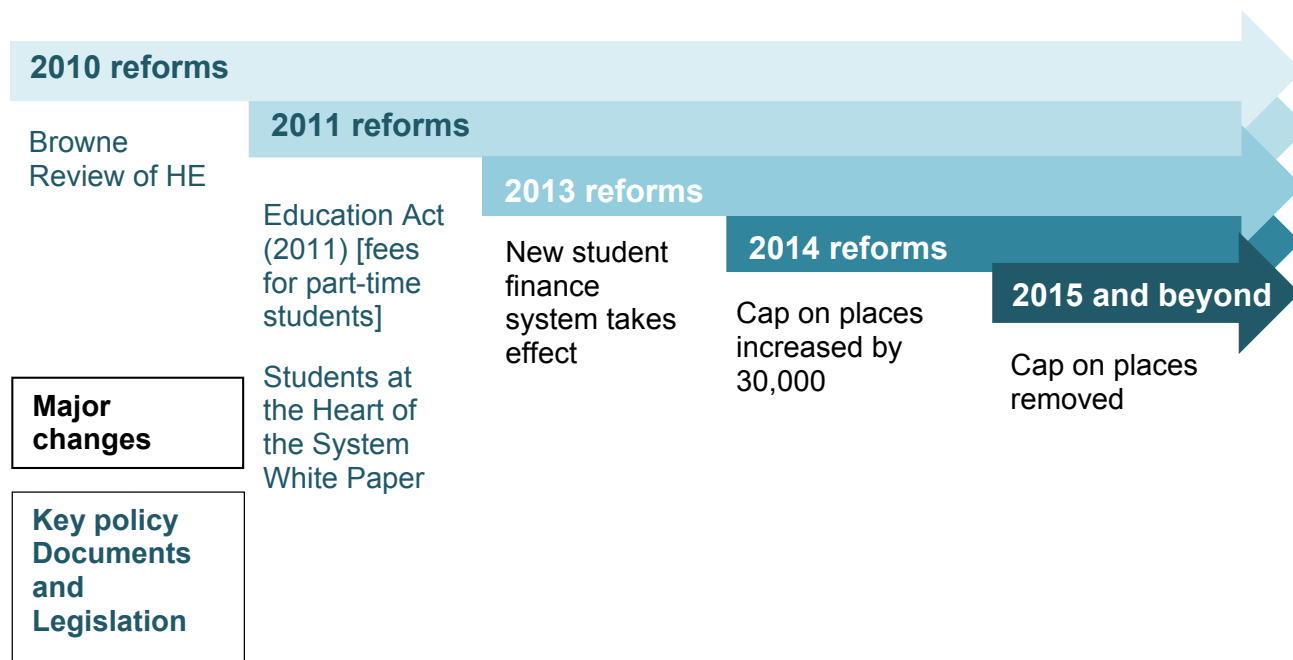 2010 reforms
Browne
Review of HE
2011 reforms
Education Act
(2011) [fees
for part-time
students]
Students at
the Heart of
the System
White Paper
2013 reforms
New student
finance
system takes
effect
2014 reforms
Cap on places
increased by
30,000
2015 and beyond
Cap on places
removed
Major
changes
Key policy
Documents
and
Legislation